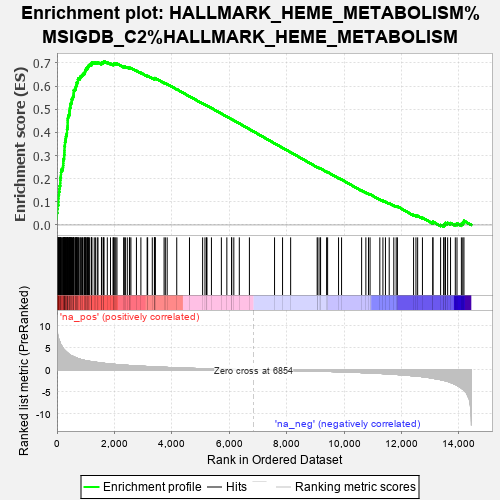 Enrichment plot: HALLMARK_HEME_METABOLISM%
MSIGDB_C2%HALLMARK_HEME_METABOLISM
Enrichment score (ES)
0.7
0.6
0.5
0.4
0.3
0.2
0.1
0.0
'na_pos' (positively correlated)
Ranked list metric (PreRanked)
10
5
0
-5
-10
Zero cross at 6854
'na_neg' (negatively correlated)
0
2,000
4,000
6,000
8,000
10,000
12,000
14,000
Rank in Ordered Dataset
Enrichment profile
Hits
Ranking metric scores